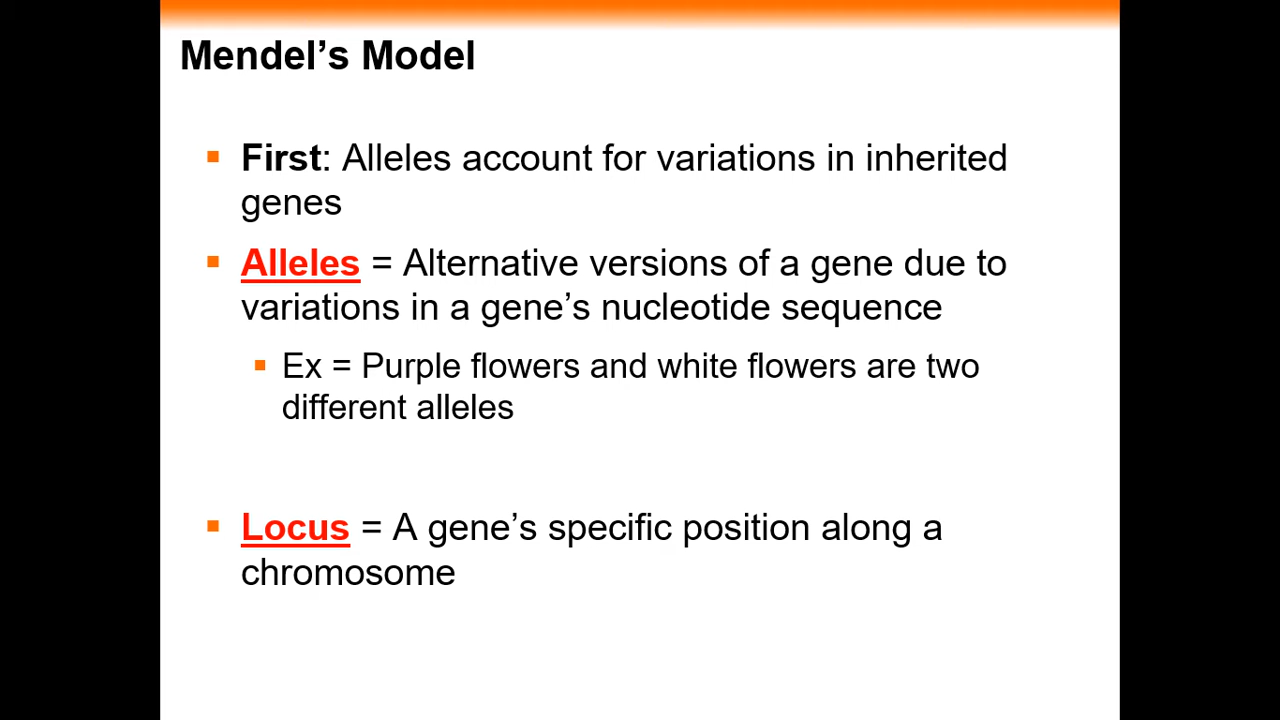 Mendel’s Model
First: Alleles account for variations in inherited
genes
Alleles = Alternative versions of a gene due to
variations in a gene’s nucleotide sequence
Ex = Purple flowers and white flowers are two
different alleles
Locus = A gene’s specific position along a
chromosome